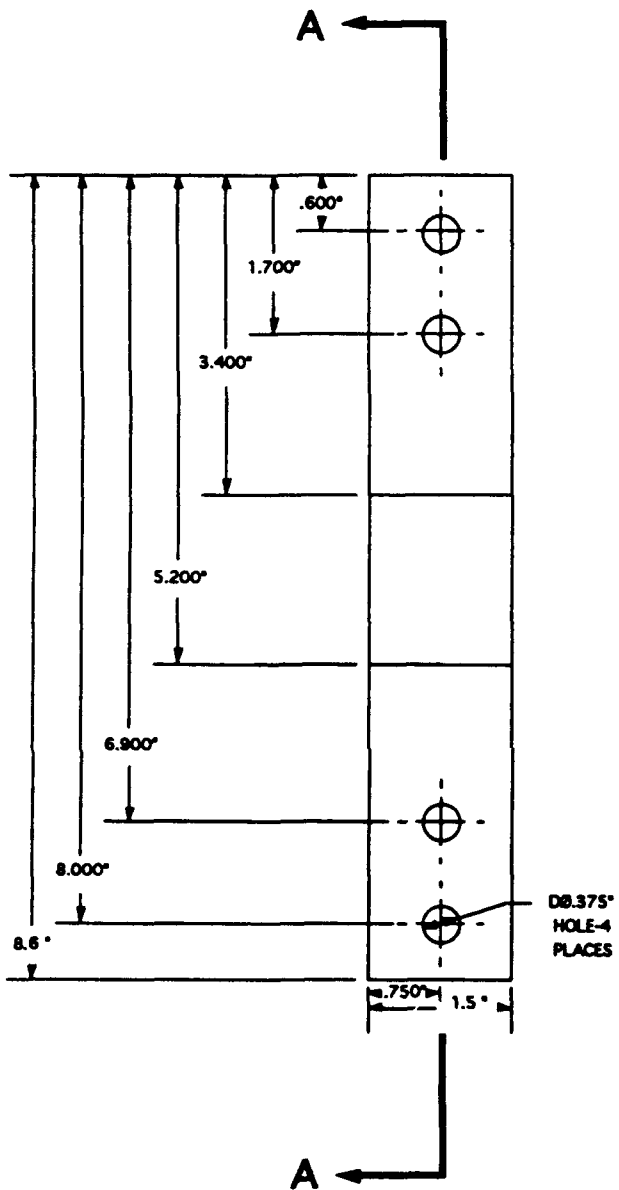 A
.600"
1.700"
3.400"
5.200"
6.900"
8.000"
8.6 "
DØ.375"
HOLE-4
PLACES
.750"
1.5 "
A